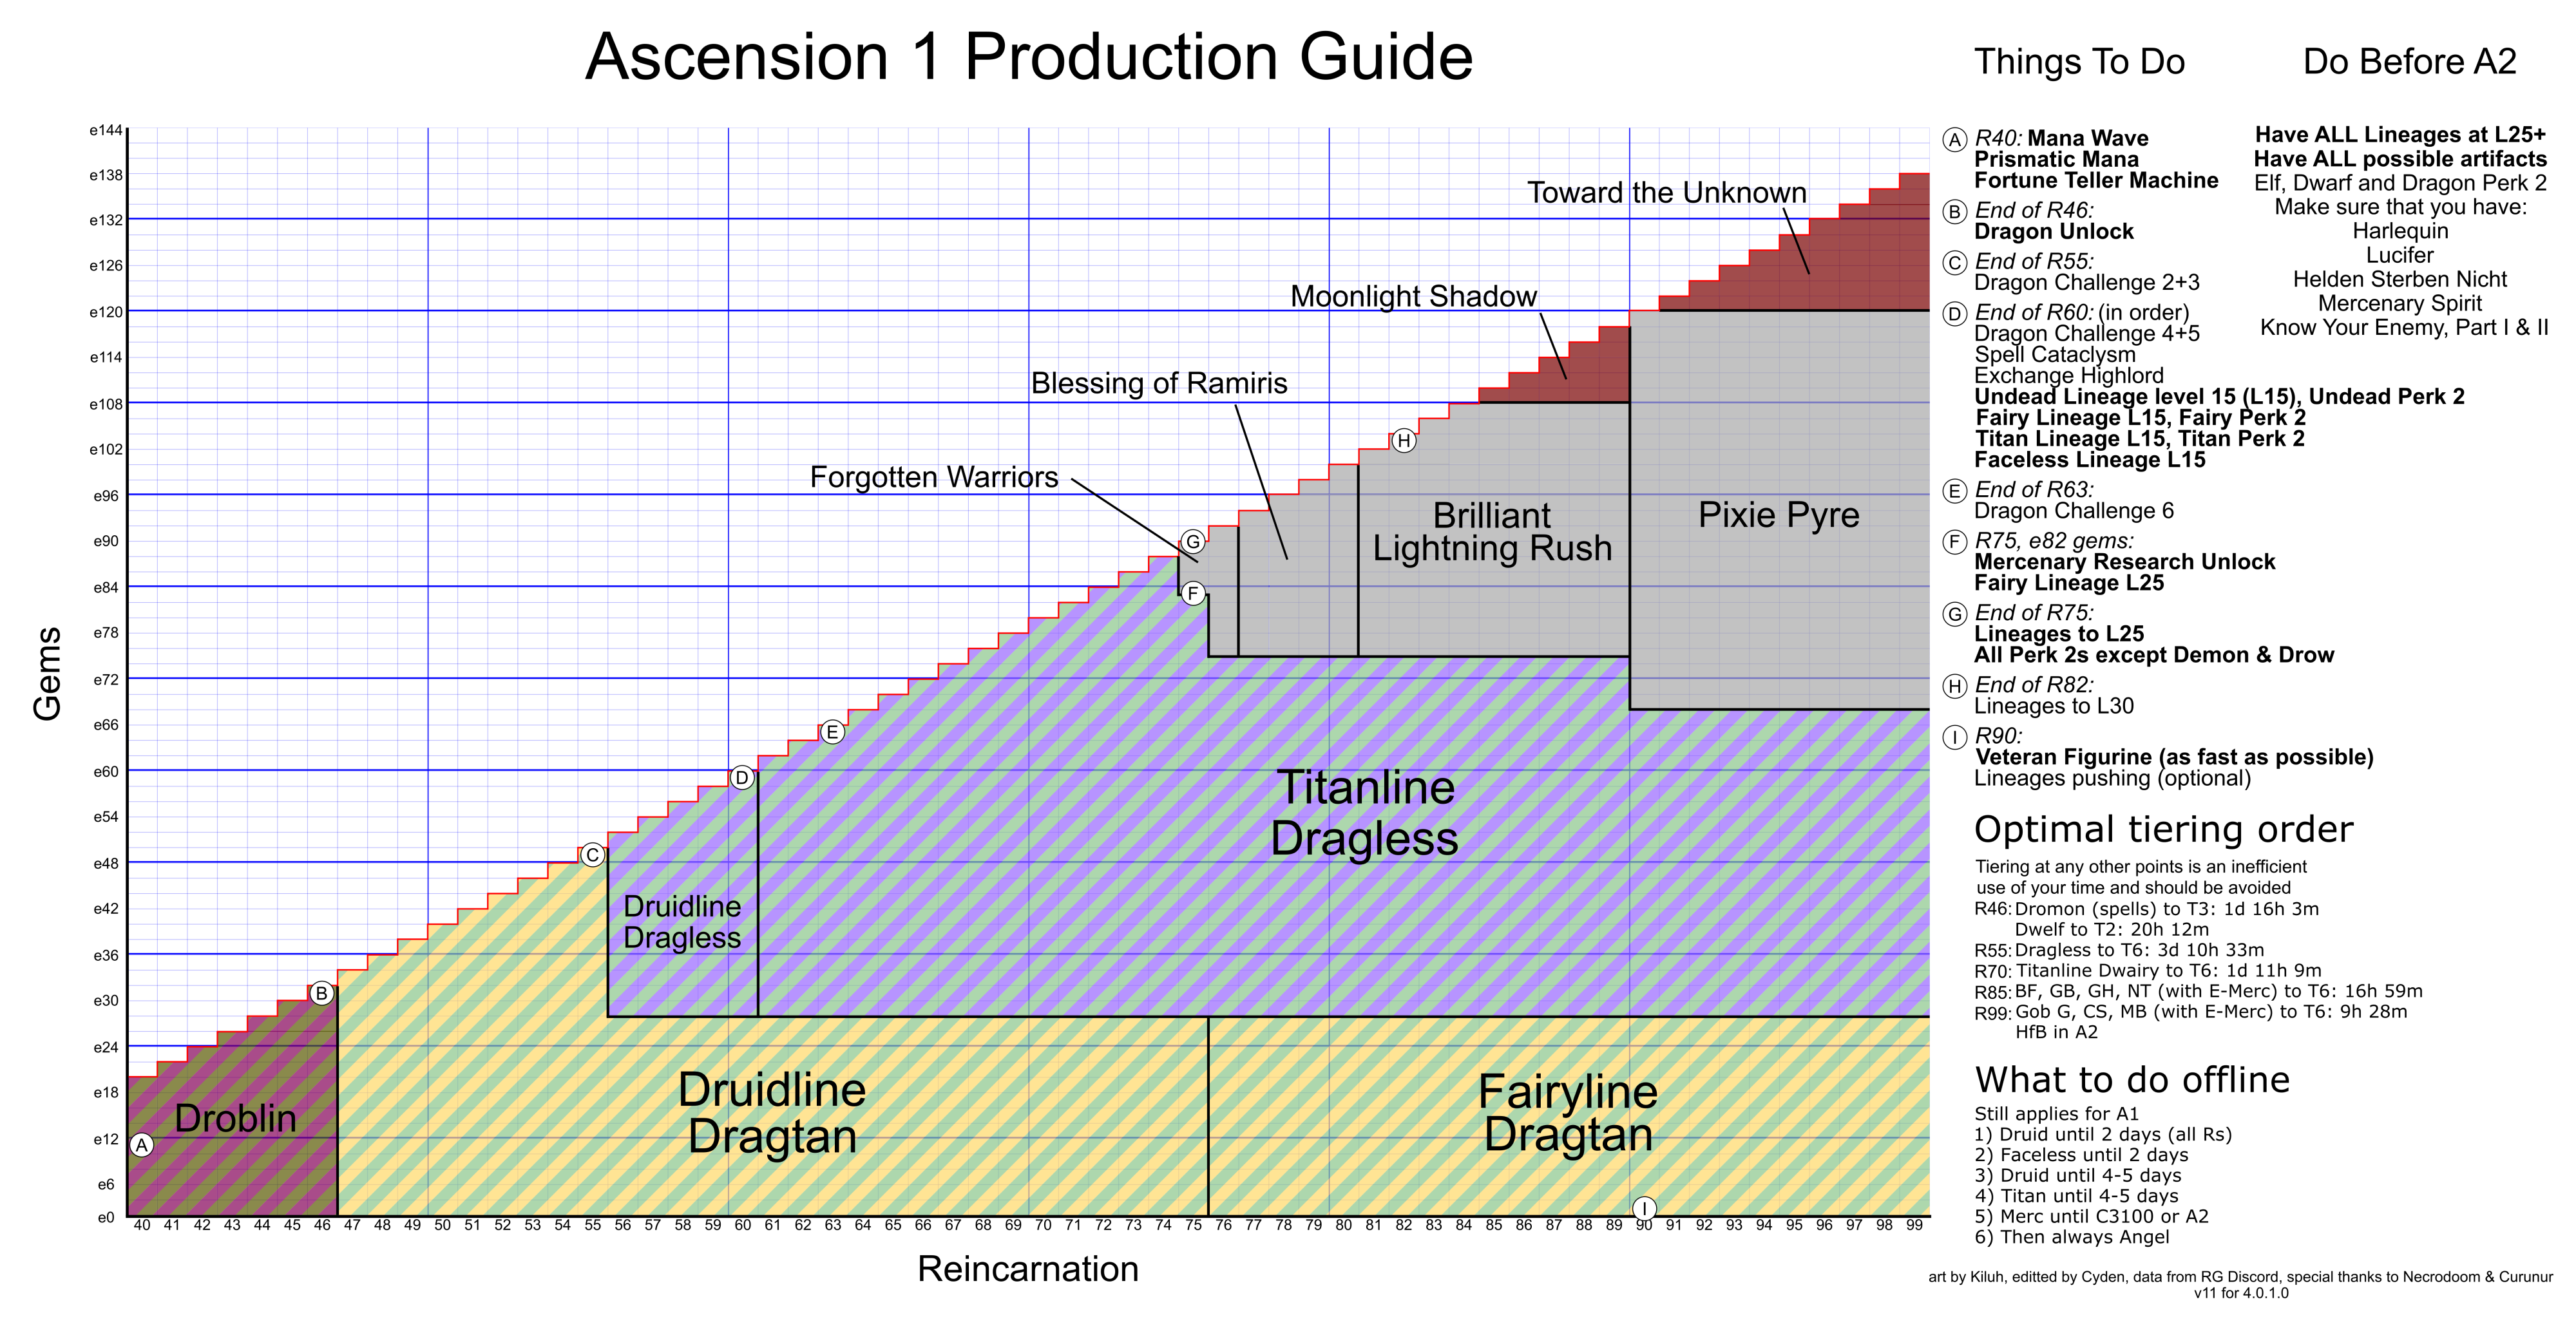 Ascension 1 Production Guide
Gems
e144
e138
e132
e126
e120
e114
e108
e102
e96
e90
e84
e78
e72
e66
e60
e54
e48
e42
e36
e30
e24
e18
e12
e6
e0
Toward the Unknown
Moonlight Shadow
Blessing of Ramiris
Forgotten Warriors
H
G
F
E
D
C
B
A
I
Brilliant
Lightning Rush
Pixie Pyre
Titanline
Dragless
Druidline
Dragless
Droblin
Druidline
Dragtan
Fairyline
Dragtan
40 41 42 43 44 45 46 47 48 49 50 51 52 53 54 55 56 57 58 59 60 61 62 63 64 65 66 67 68 69 70 71 72 73 74 75 76 77 78 79 80 81 82 83 84 85 86 87 88 89 90 91 92 93 94 95 96 97 98 99
Reincarnation
Things To Do
A R40: Mana Wave
Prismatic Mana
Fortune Teller Machine
B End of R46:
Dragon Unlock
C End of R55:
Dragon Challenge 2+3
D End of R60: (in order)
Dragon Challenge 4+5
Spell Cataclysm
Exchange Highlord
Undead Lineage level 15 (L15), Undead Perk 2
Fairy Lineage L15, Fairy Perk 2
Titan Lineage L15, Titan Perk 2
Faceless Lineage L15
E End of R63:
Dragon Challenge 6
F R75, e82 gems:
Mercenary Research Unlock
Fairy Lineage L25
G End of R75:
Lineages to L25
All Perk 2s except Demon & Drow
H End of R82:
Lineages to L30
I R90:
Veteran Figurine (as fast as possible)
Lineages pushing (optional)
Do Before A2
Have ALL Lineages at L25+
Have ALL possible artifacts
Elf, Dwarf and Dragon Perk 2
Make sure that you have:
Harlequin
Lucifer
Helden Sterben Nicht
Mercenary Spirit
Know Your Enemy, Part I & II
Optimal tiering order
Tiering at any other points is an inefficient
use of your time and should be avoided
R46: Dromon (spells) to T3: 1d 16h 3m
Dwelf to T2: 20h 12m
R55: Dragless to T6: 3d 10h 33m
R70: Titanline Dwairy to T6: 1d 11h 9m
R85: BF, GB, GH, NT (with E-Merc) to T6: 16h 59m
R99: Gob G, CS, MB (with E-Merc) to T6: 9h 28m
HfB in A2
What to do offline
Still applies for A1
1) Druid until 2 days (all Rs)
2) Faceless until 2 days
3) Druid until 4-5 days
4) Titan until 4-5 days
5) Merc until C3100 or A2
6) Then always Angel
art by Kiluh, editted by Cyden, data from RG Discord, special thanks to Necrodoom & Curunur
v11 for 4.0.1.0